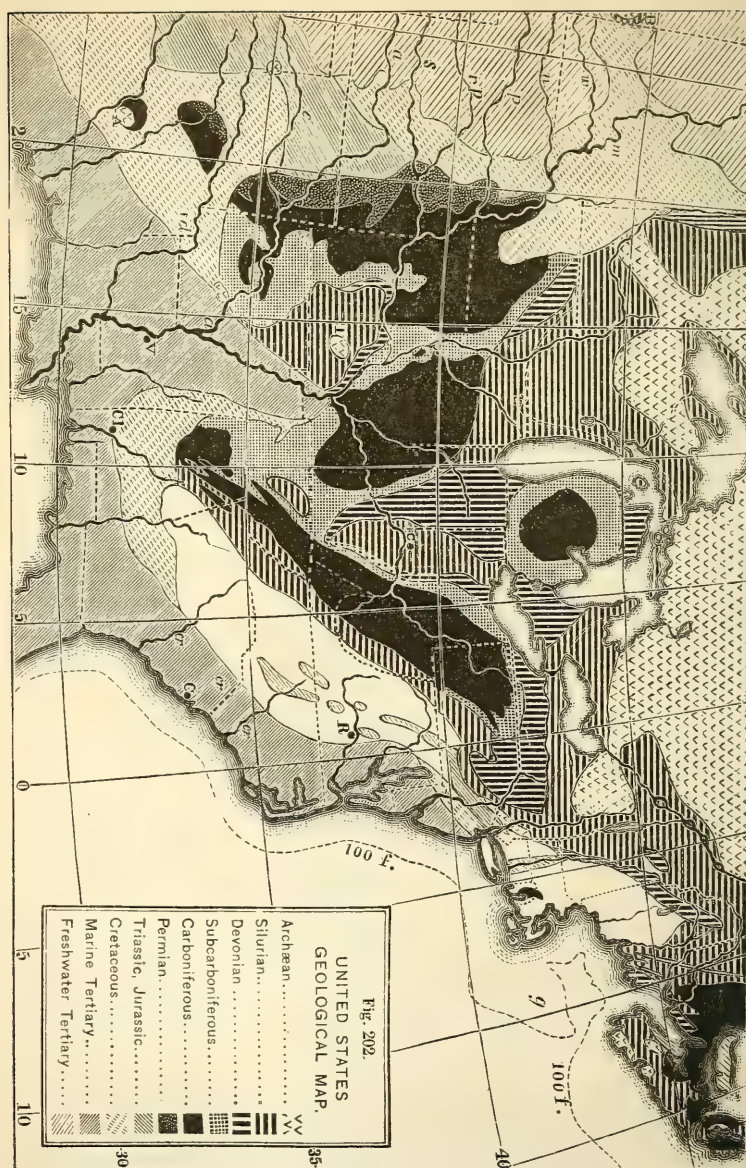 Fig. 202.
UNITED STATES
GEOLOGICAL MAP.
Archæan
Silurian
Devonian
Subcarboniferous
Carboniferous
Permian
Triassic, Jurassic
Cretaceous
Marine Tertiary
Freshwater Tertiary
20
15
10
5
0
5
10
30
35
40
100 f.
100 f.
g
R
V
c
a
m